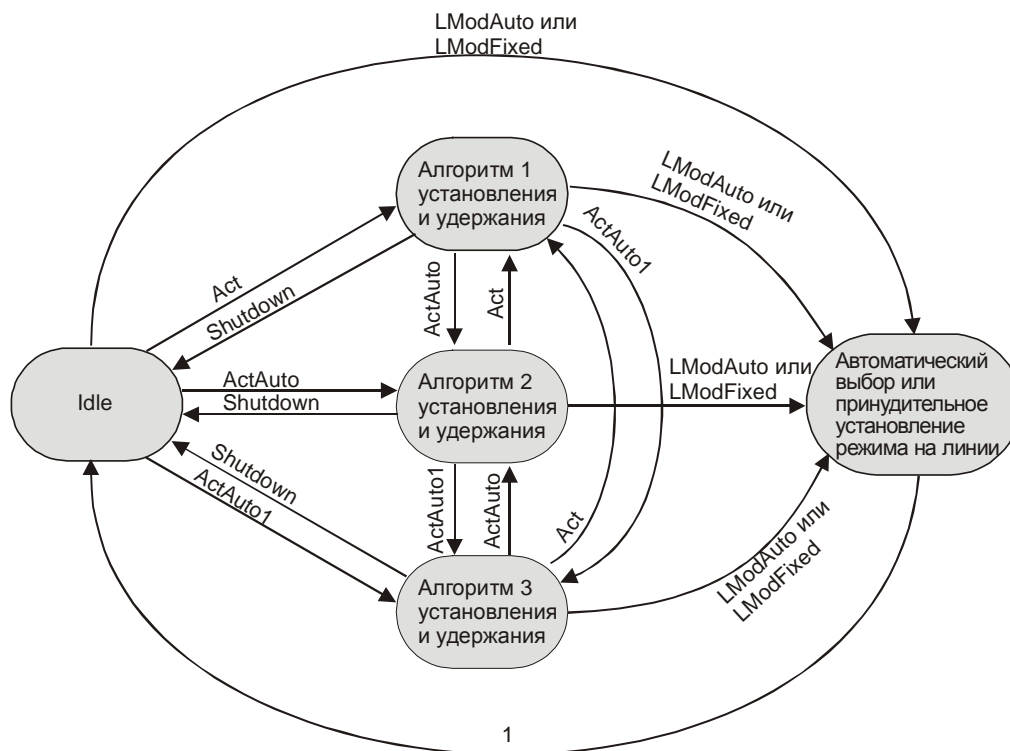 LModAuto или
LModFixed
Алгоритм 1
установления
и удержания
LModAuto или
LModFixed
ActAuto1
Act
Shutdown
ActAuto
Act
Idle
ActAuto
Shutdown
Алгоритм 2
установления
и удержания
LModAuto или
LModFixed
Автоматический
выбор или
принудительное
установление
режима на линии
Shutdown
ActAuto1
ActAuto1
ActAuto
Act
Алгоритм 3
установления
и удержания
LModAuto или
LModFixed
1